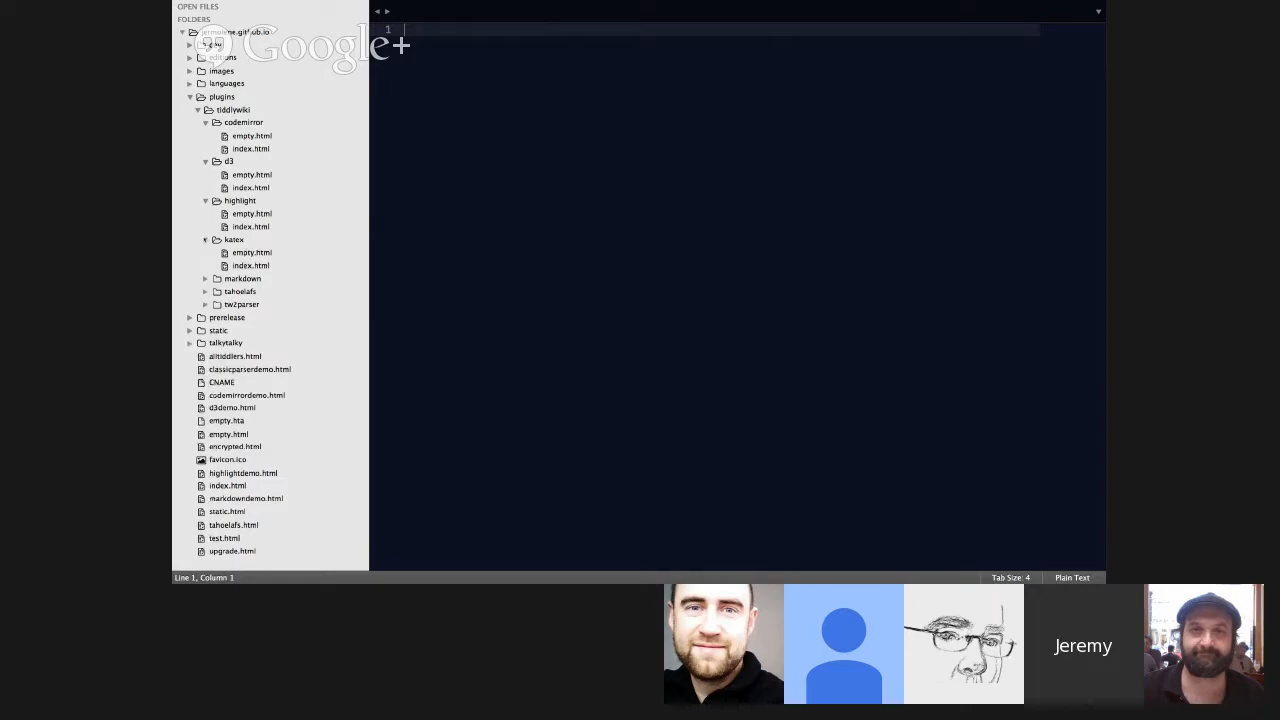 OPEN FILES
FOLDERS
jermolene.github.io
editions
images
languages
plugins
tiddlywiki
codemirror
empty.html
index.html
d3
empty.html
index.html
highlight
empty.html
index.html
katex
empty.html
index.html
markdown
tahoelafs
tw2parser
prerelease
static
talkytalky
alltiddlers.html
classicparserdemo.html
CNAME
codemirrordemo.html
d3demo.html
empty.hta
empty.html
encrypted.html
favicon.ico
highlightdemo.html
index.html
markdowndemo.html
static.html
tahoelafs.html
test.html
upgrade.html
Google+
1
Line 1, Column 1
Tab Size: 4
Plain Text
Jeremy